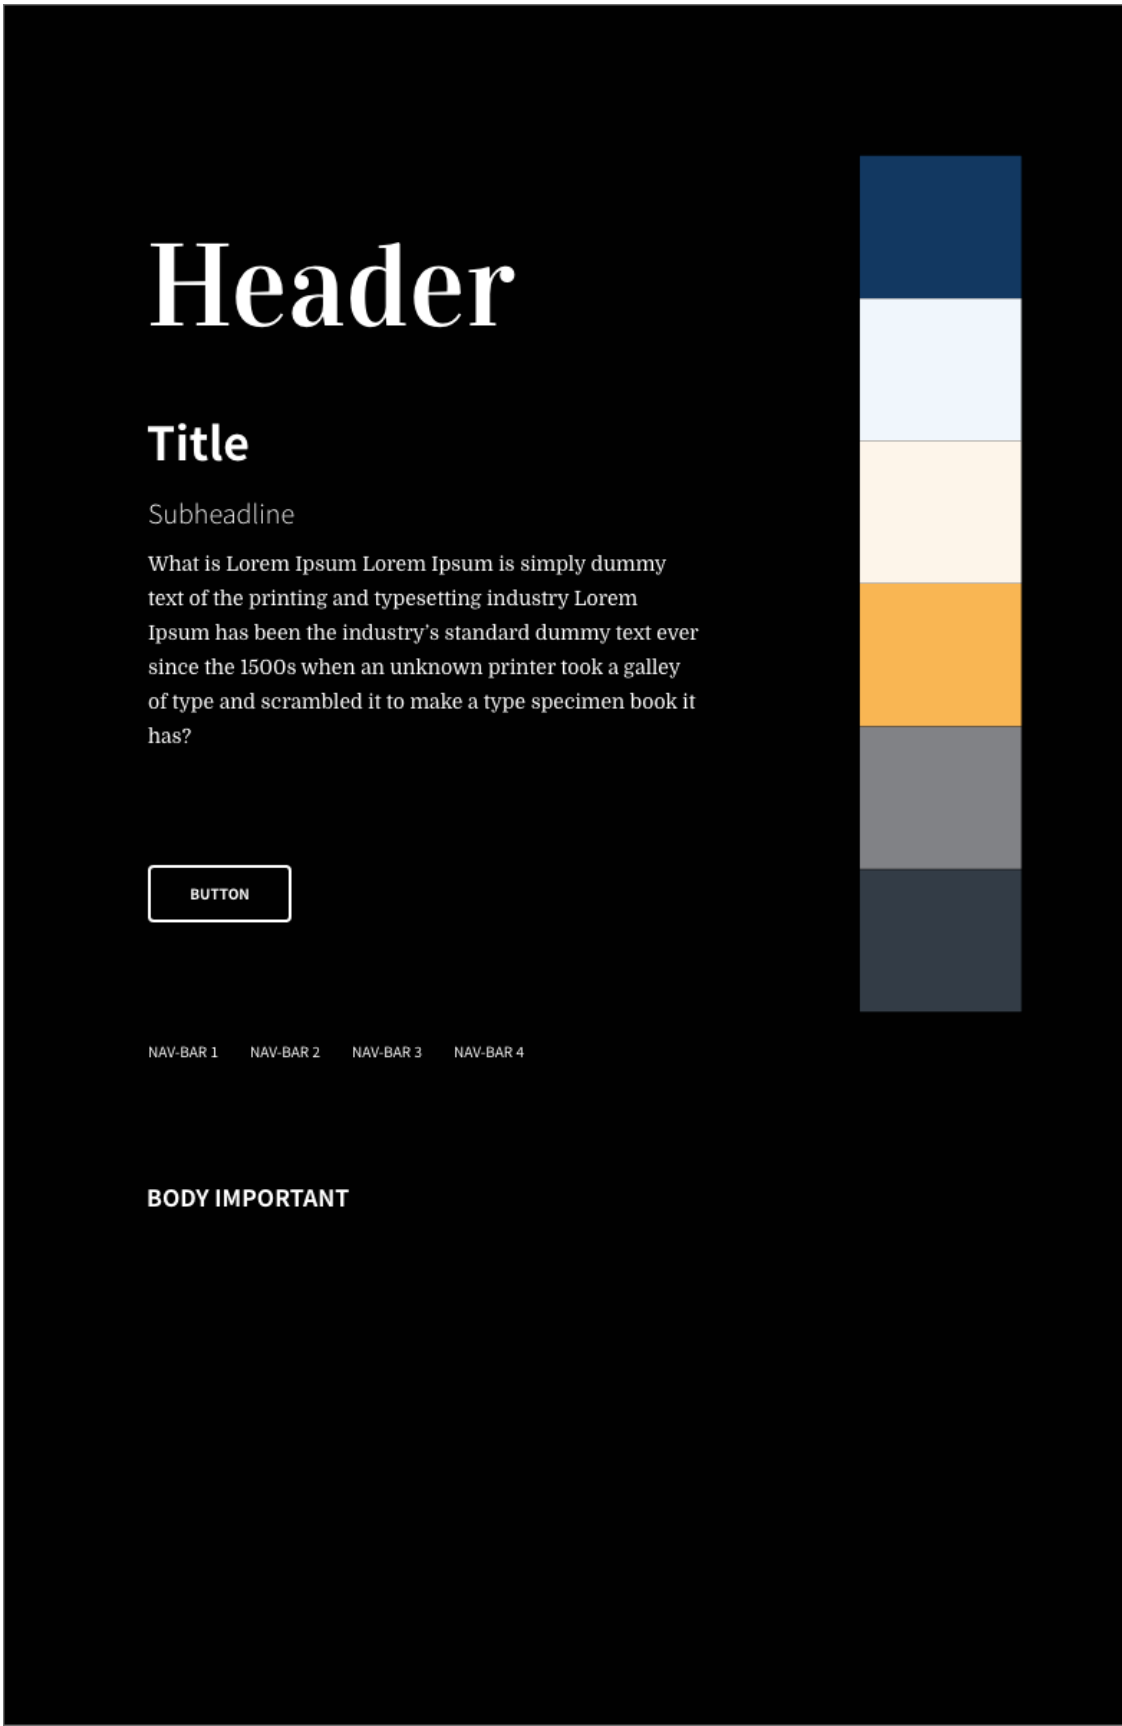 Header
Title
Subheadline
What is Lorem Ipsum Lorem Ipsum is simply dummy
text of the printing and typesetting industry Lorem
Ipsum has been the industry's standard dummy text ever
since the 1500s when an unknown printer took a galley
of type and scrambled it to make a type specimen book it
has?
BUTTON
NAV-BAR 1 NAV-BAR 2 NAV-BAR 3 NAV-BAR 4
BODY IMPORTANT